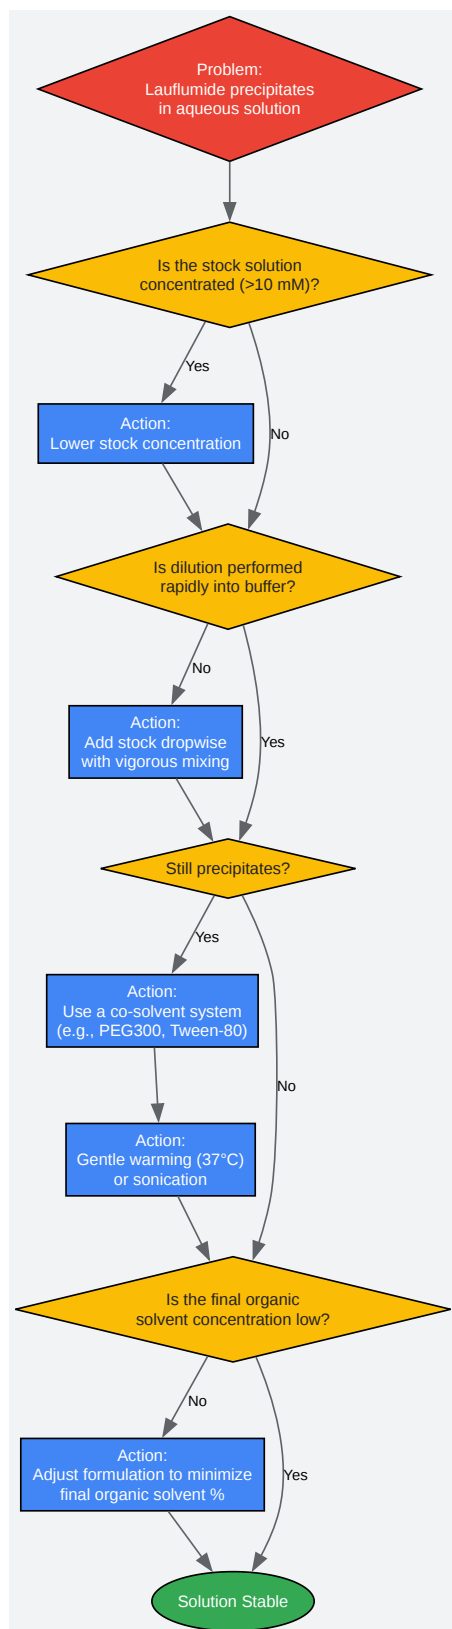 Problem:
Lauflumide precipitates
in aqueous solution
Is the stock solution
concentrated (>10 mM)?
Yes
Action:
Lower stock concentration
No
Is dilution performed
rapidly into buffer?
No
Action:
Add stock dropwise
with vigorous mixing
Yes
Still precipitates?
Yes
Action:
Use a co-solvent system
(e.g., PEG300, Tween-80)
No
Action:
Gentle warming (37°C)
or sonication
Is the final organic
solvent concentration low?
No
Action:
Adjust formulation to minimize
final organic solvent %
Yes
Solution Stable